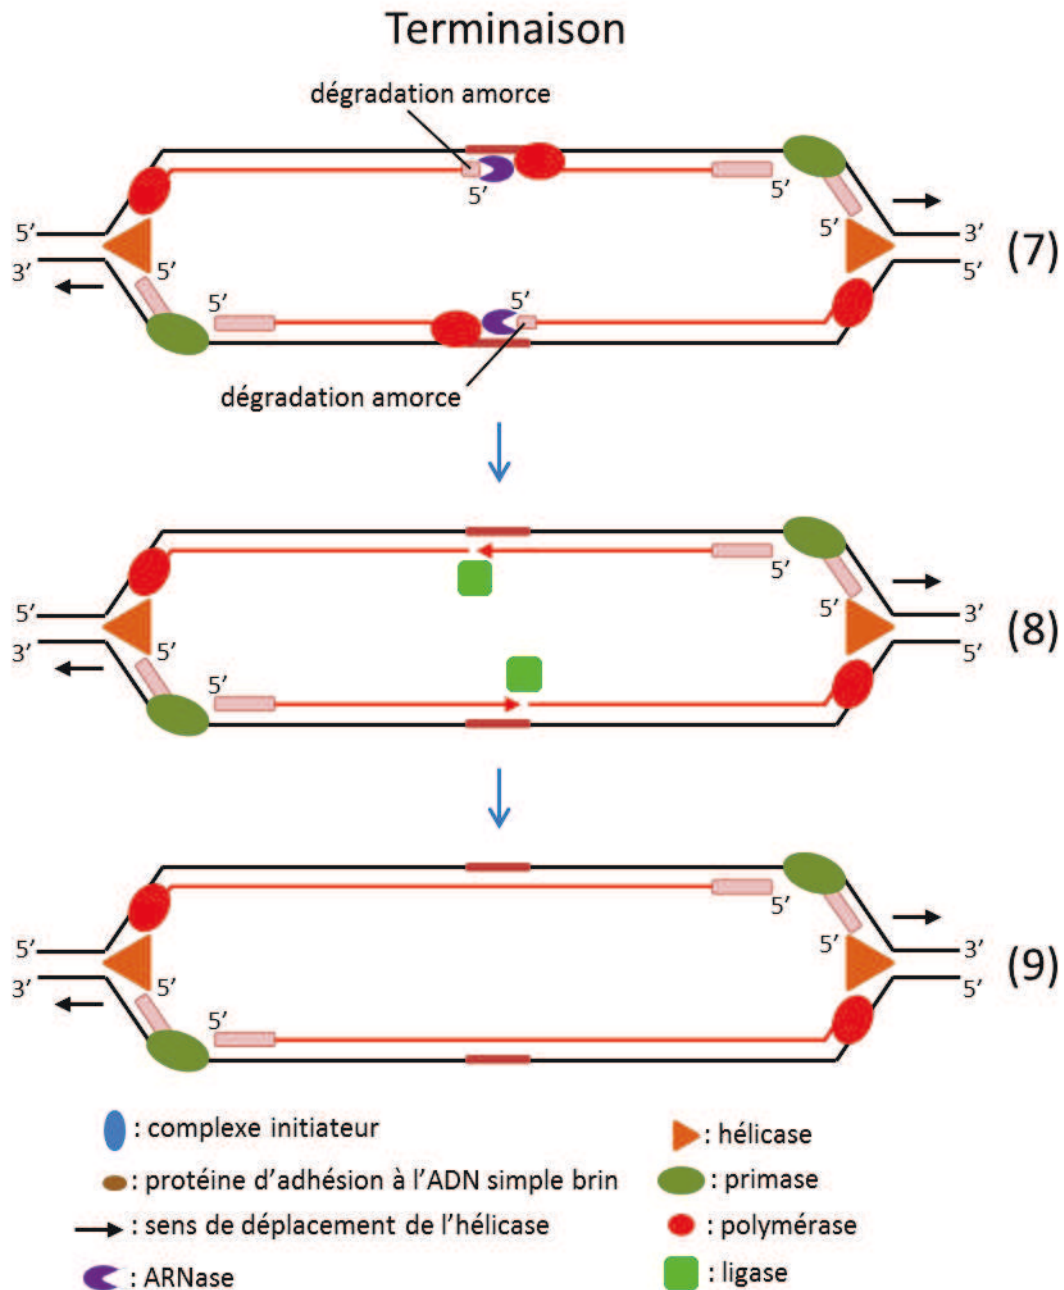 Terminaison
dégradation amorce
5'
5'
5'
5'
3'
(7)
3'
5'
5'
5'
5'
dégradation amorce
5'
5'
5'
3'
(8)
3'
5'
5'
5'
5'
5'
5'
3'
(9)
3'
5'
5'
5'
: complexe initiateur
: hélicase
: protéine d'adhésion à l'ADN simple brin
: primase
: sens de déplacement de l'hélicase
: polymérase
: ARNase
: ligase